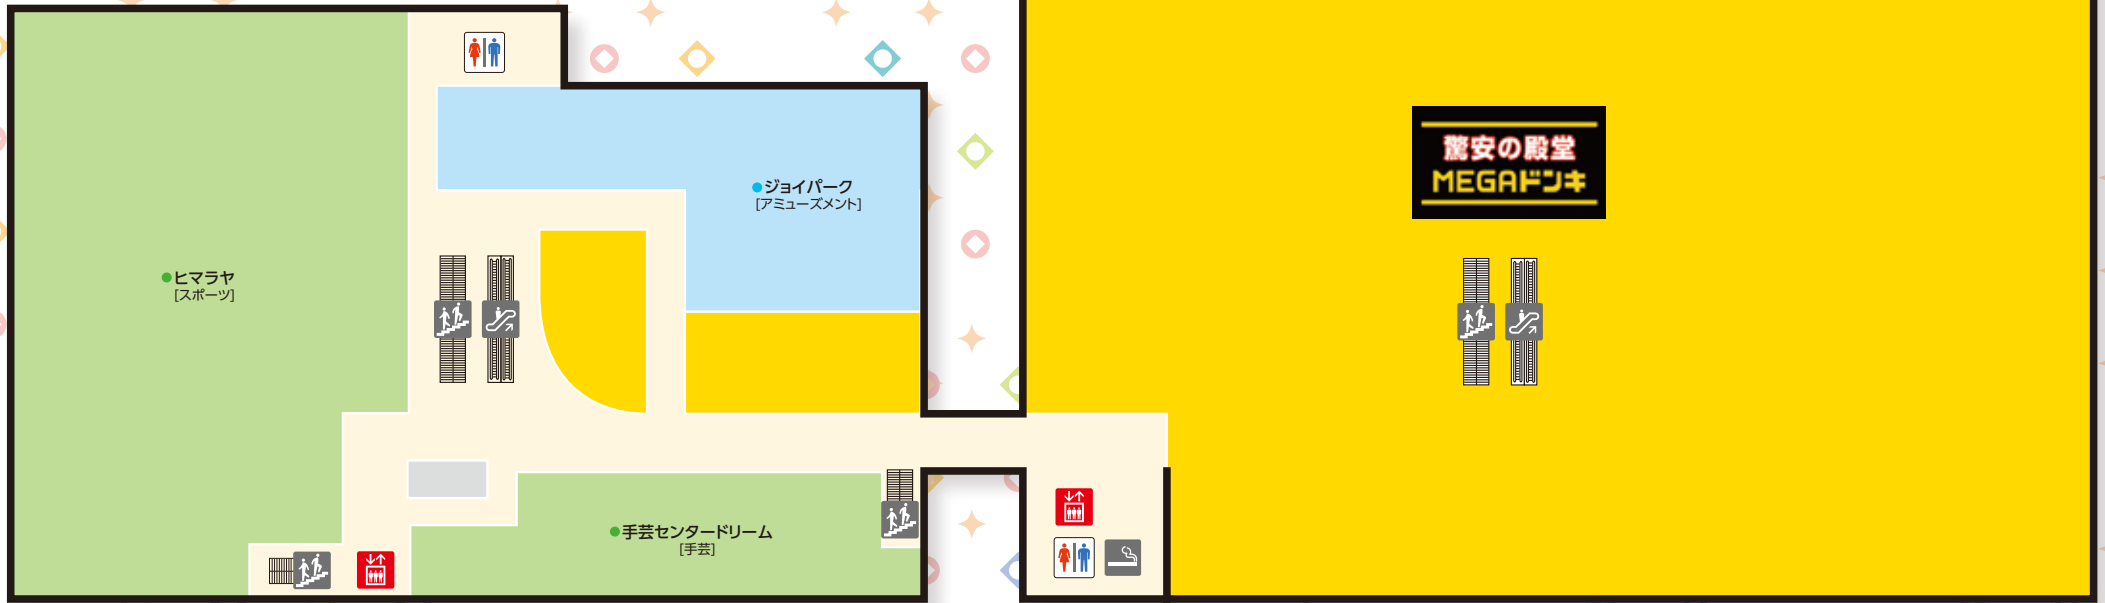 驚安の殿堂
MEGAドンキ
ジョイパーク
[アミューズメント]
ヒマラヤ
[スポーツ]
手芸センタードリーム
[手芸]